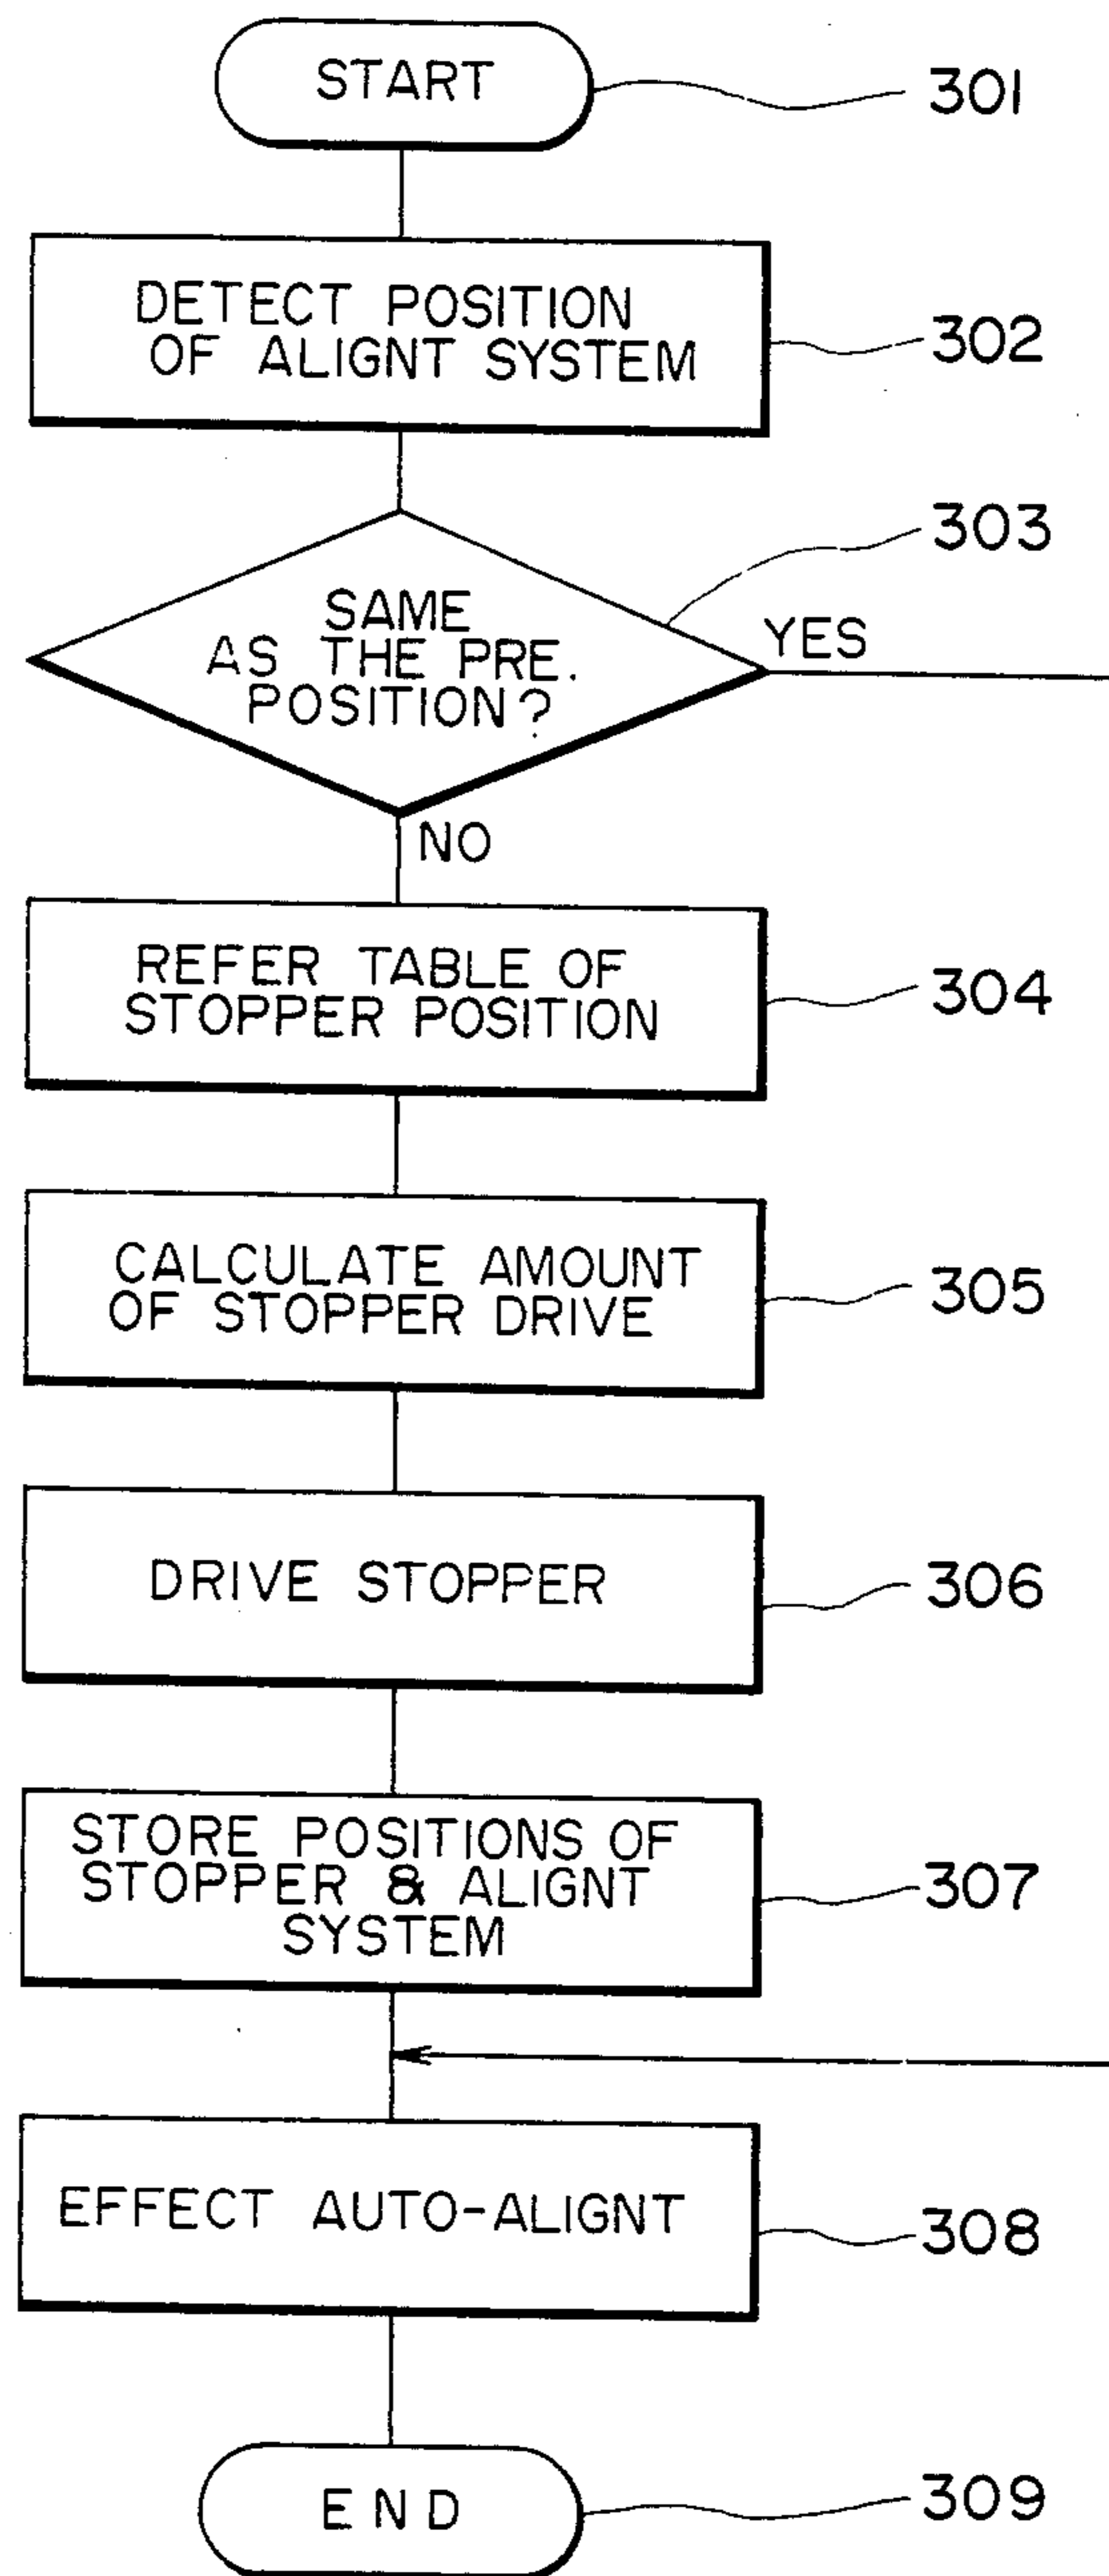 START
301
DETECT POSITION
OF ALIGNT SYSTEM
302
303
SAME
AS THE PRE.
POSITION?
YES
NO
REFER TABLE OF
STOPPER POSITION
304
CALCULATE AMOUNT
OF STOPPER DRIVE
305
DRIVE STOPPER
306
STORE POSITIONS OF
STOPPER & ALIGNT
SYSTEM
307
EFFECT AUTO-ALIGNT
308
END
309